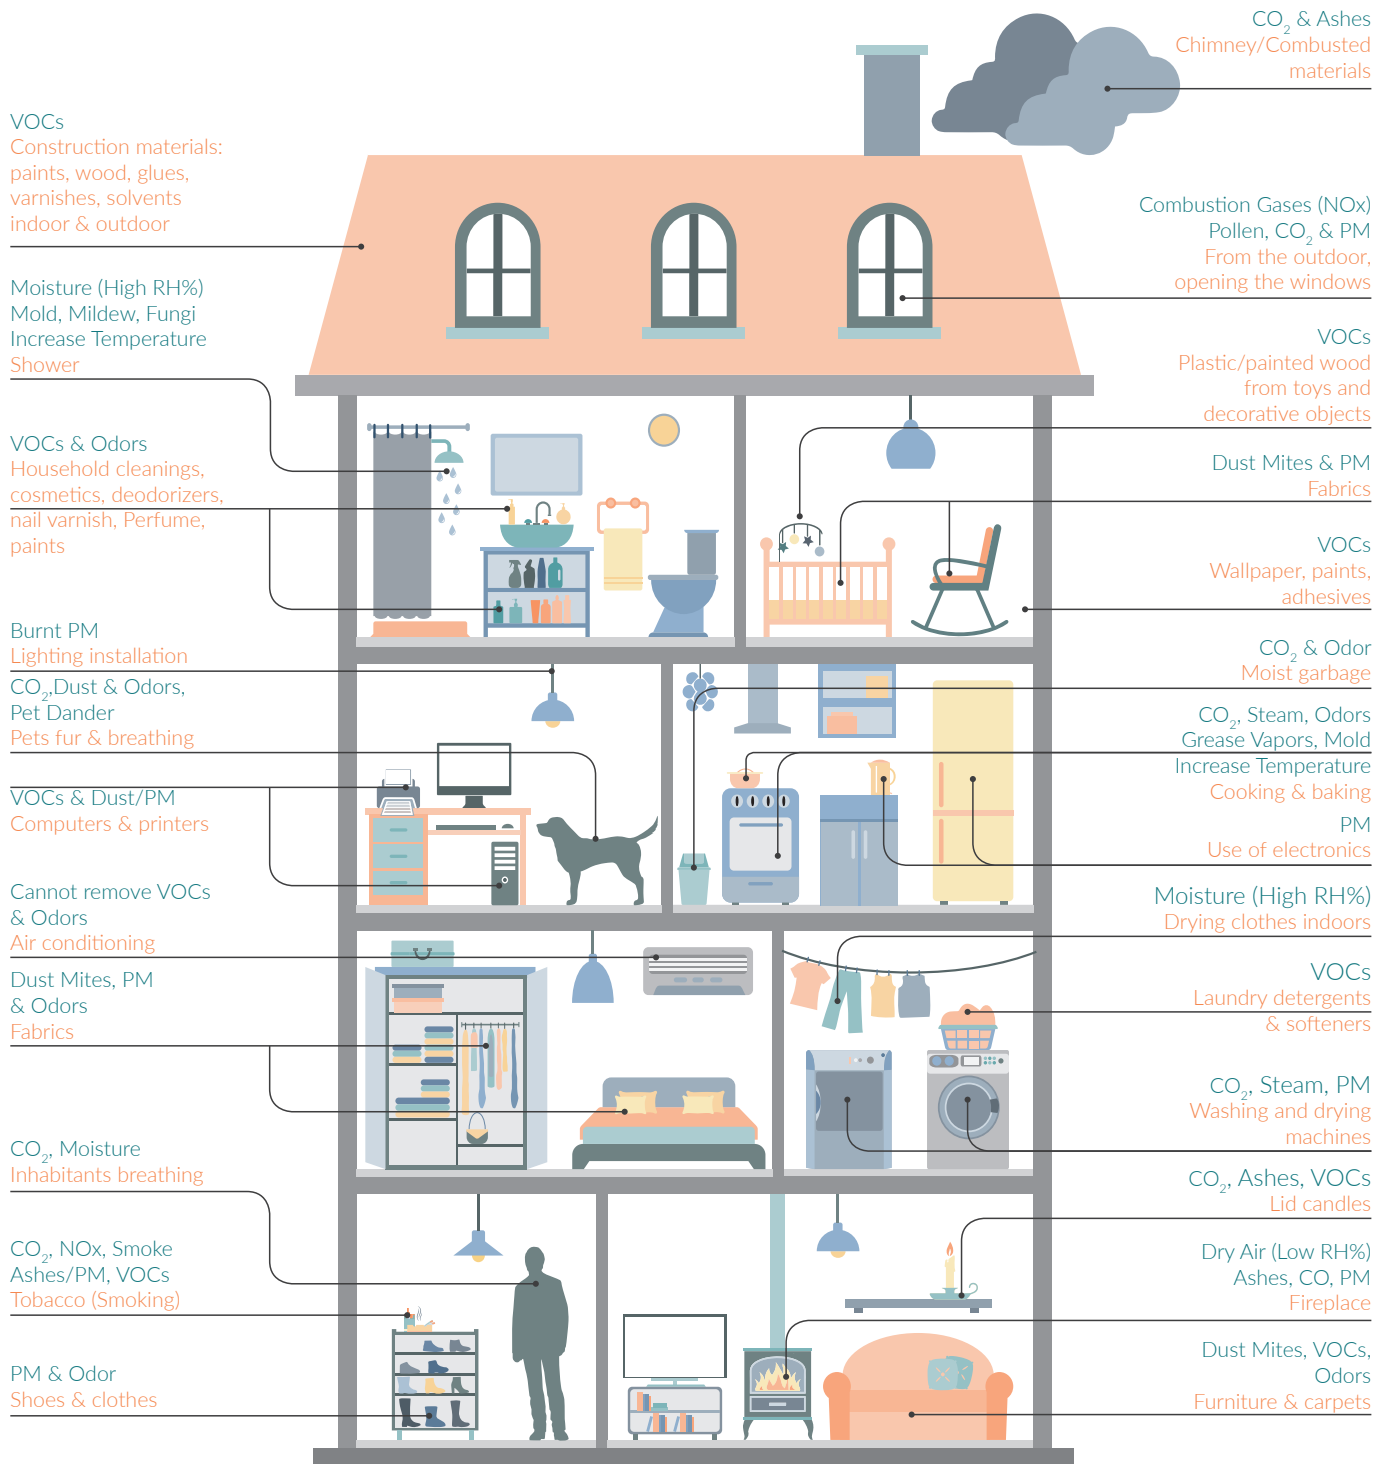 CO2 & Ashes
Chimney/Combusted
materials
VOCs
Construction materials:
paints, wood, glues,
varnishes, solvents
indoor & outdoor
Combustion Gases (NOx)
Pollen, CO2 & PM
From the outdoor,
opening the windows
Moisture (High RH%)
Mold, Mildew, Fungi
Increase Temperature
Shower
VOCs
Plastic/painted wood
from toys and
decorative objects
VOCs & Odors
Household cleanings,
cosmetics, deodorizers,
nail varnish, Perfume,
paints
Dust Mites & PM
Fabrics
VOCs
Wallpaper, paints,
adhesives
Burnt PM
Lighting installation
CO2 & Odor
Moist garbage
CO2,Dust & Odors,
Pet Dander
Pets fur & breathing
CO2, Steam, Odors
Grease Vapors, Mold
Increase Temperature
Cooking & baking
VOCs & Dust/PM
Computers & printers
PM
Use of electronics
Cannot remove VOCs
& Odors
Air conditioning
Moisture (High RH%)
Drying clothes indoors
Dust Mites, PM
& Odors
Fabrics
VOCs
Laundry detergents
& softeners
CO2, Steam, PM
Washing and drying
machines
CO2, Moisture
Inhabitants breathing
CO2, Ashes, VOCs
Lid candles
CO2, NOx, Smoke
Ashes/PM, VOCs
Tobacco (Smoking)
Dry Air (Low RH%)
Ashes, CO, PM
Fireplace
PM & Odor
Shoes & clothes
Dust Mites, VOCs,
Odors
Furniture & carpets